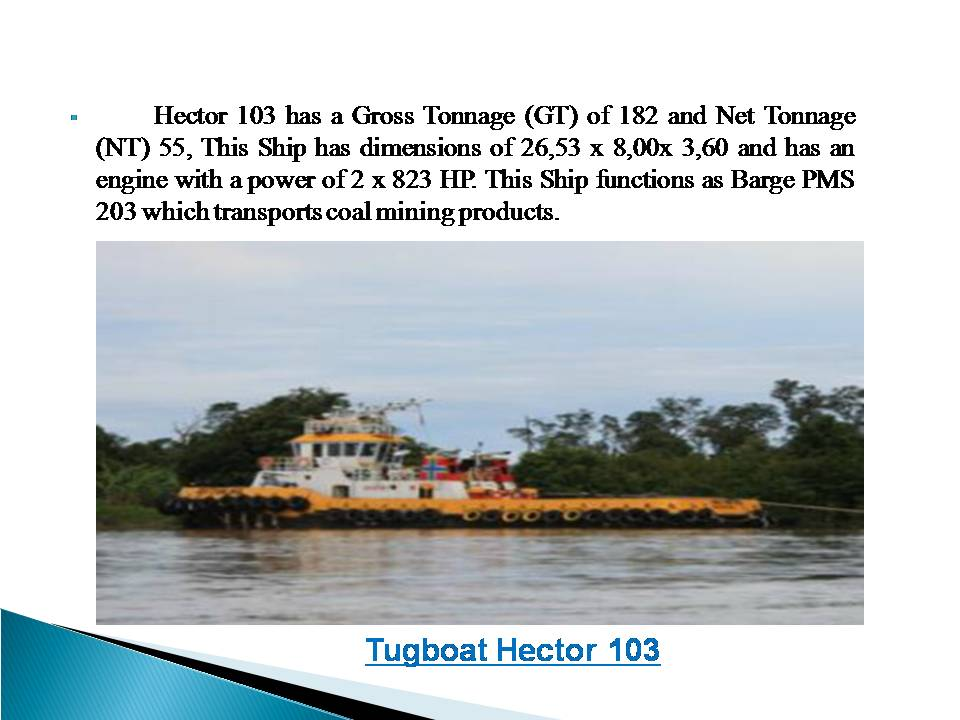 Hector 103 has a Gross Tonnage (GT) of 182 and Net Tonnage
(NT) 55, This Ship has dimensions of 26,53 x 8,00x 3,60 and has an
engine with a power of 2 x 823 HP. This Ship functions as Barge PMS
203 which transports coal mining products.
Tugboat Hector 103